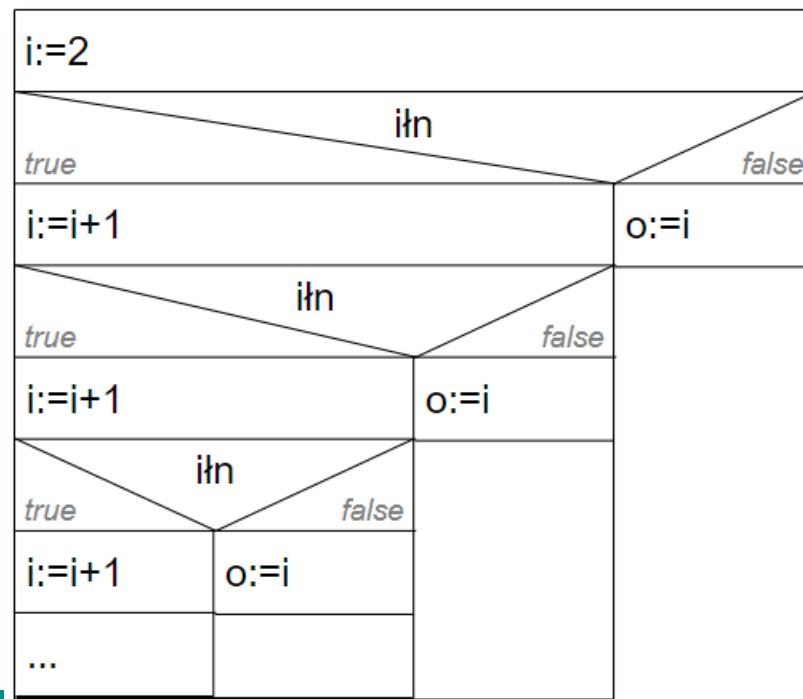 i:=2
iłn
true false
i:=i+1 o:=i
iłn
true false
i:=i+1 o:=i
iłn
true false
i:=i+1 o:=i
...